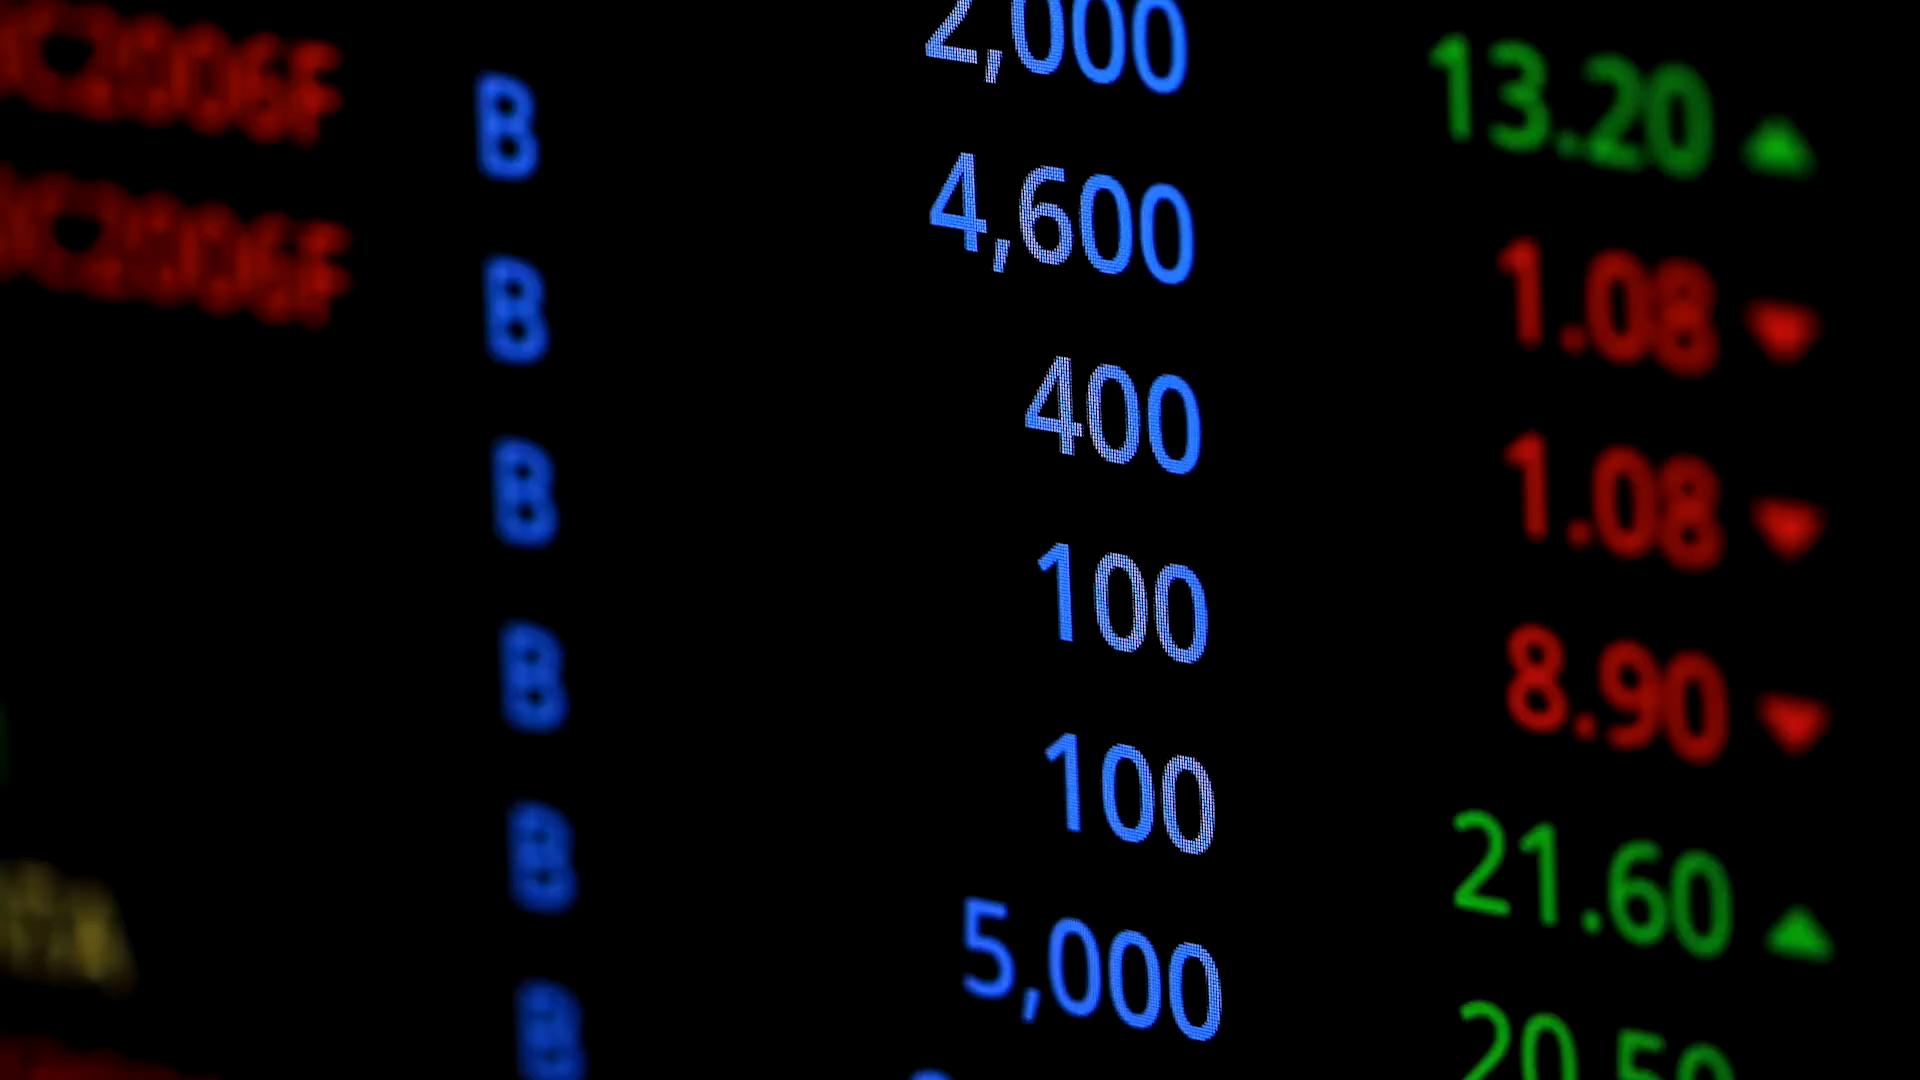 2,000
B 13.20 ▲
4,600
B 1.08 ▼
400
B 1.08 ▼
100
B 8.90 ▼
100
B 21.60 ▲
5,000
B 20.50